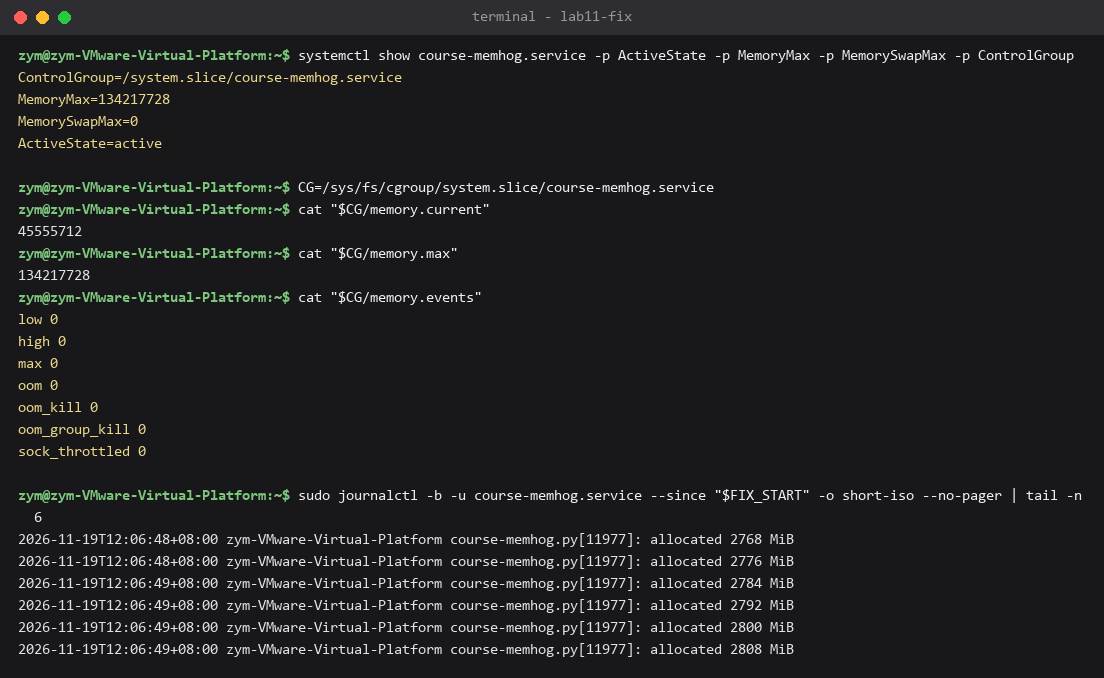 terminal - lab11-fix
zym@zym-VMware-Virtual-Platform:~$ systemctl show course-memhog.service -p ActiveState -p MemoryMax -p MemorySwapMax -p ControlGroup
ControlGroup=/system.slice/course-memhog.service
MemoryMax=134217728
MemorySwapMax=0
ActiveState=active
zym@zym-VMware-Virtual-Platform:~$ CG=/sys/fs/cgroup/system.slice/course-memhog.service
zym@zym-VMware-Virtual-Platform:~$ cat "$CG/memory.current"
45555712
zym@zym-VMware-Virtual-Platform:~$ cat "$CG/memory.max"
134217728
zym@zym-VMware-Virtual-Platform:~$ cat "$CG/memory.events"
low 0
high 0
max 0
oom 0
oom_kill 0
oom_group_kill 0
sock_throttled 0
zym@zym-VMware-Virtual-Platform:~$ sudo journalctl -b -u course-memhog.service --since "$FIX_START" -o short-iso --no-pager | tail -n
6
2026-11-19T12:06:48+08:00 zym-VMware-Virtual-Platform course-memhog.py[11977]: allocated 2768 MiB
2026-11-19T12:06:48+08:00 zym-VMware-Virtual-Platform course-memhog.py[11977]: allocated 2776 MiB
2026-11-19T12:06:49+08:00 zym-VMware-Virtual-Platform course-memhog.py[11977]: allocated 2784 MiB
2026-11-19T12:06:49+08:00 zym-VMware-Virtual-Platform course-memhog.py[11977]: allocated 2792 MiB
2026-11-19T12:06:49+08:00 zym-VMware-Virtual-Platform course-memhog.py[11977]: allocated 2800 MiB
2026-11-19T12:06:49+08:00 zym-VMware-Virtual-Platform course-memhog.py[11977]: allocated 2808 MiB